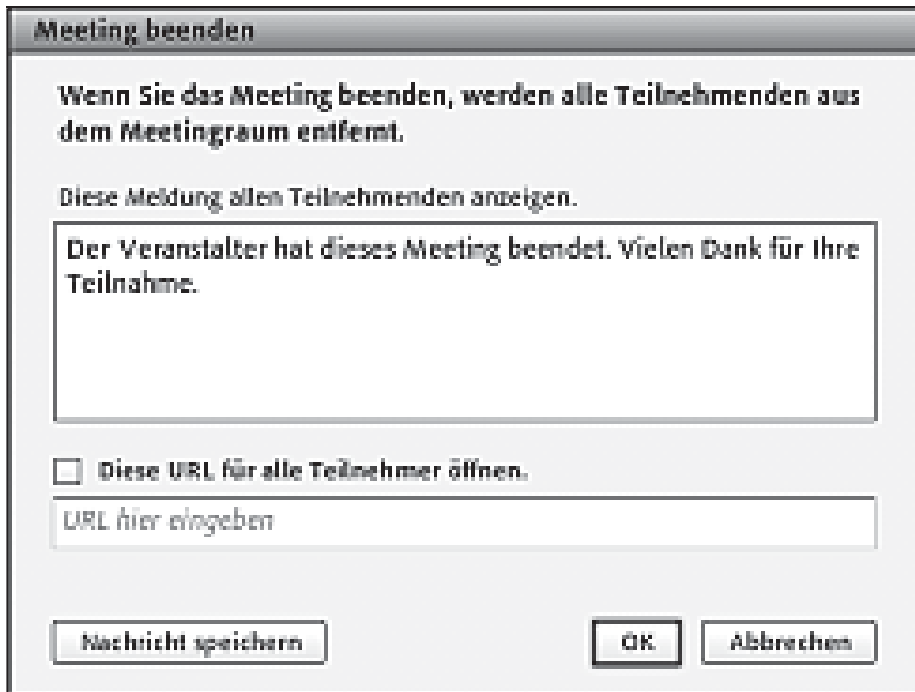 Meeting beenden
Wenn Sie das Meeting beenden, werden alle Teilnehmenden aus
dem Meetingraum entfernt.
Diese Meldung allen Teilnehmenden anzeigen.
Der Veranstalter hat dieses Meeting beendet. Vielen Dank für Ihre
Teilnahme.
Diese URL für alle Teilnehmer öffnen.
URL hier eingeben
Nachricht speichern
OK
Abbrechen